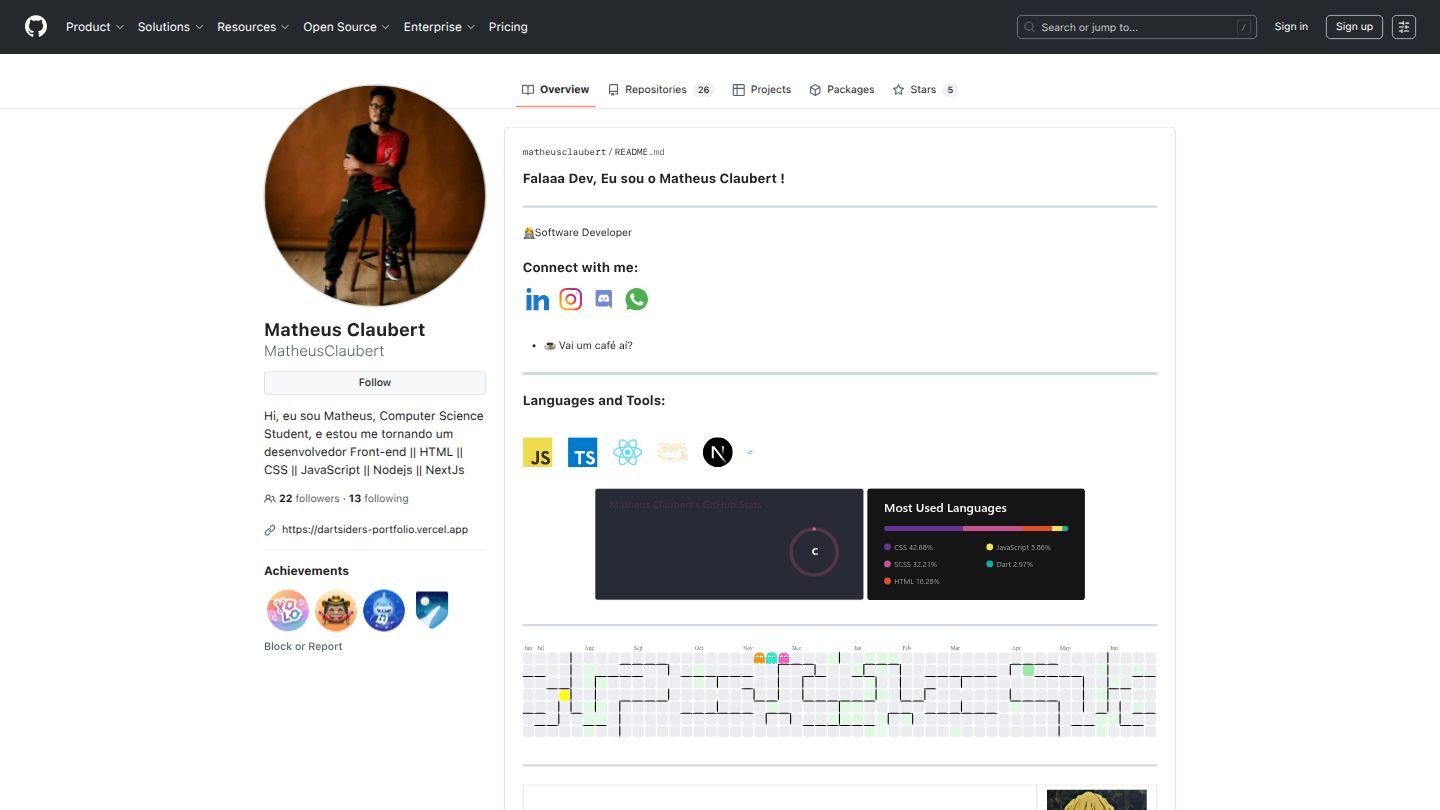 Product
Solutions
Resources
Open Source
Enterprise
Pricing
Search or jump to...
/
Sign in
Sign up
Overview
Repositories 26
Projects
Packages
Stars 5
Matheus Claubert
MatheusClaubert
Follow
Hi, eu sou Matheus, Computer Science
Student, e estou me tornando um
desenvolvedor Front-end || HTML ||
CSS || JavaScript || Nodejs || NextJs
22 followers · 13 following
https://dartsiders-portfolio.vercel.app
Achievements
YOLO
Block or Report
matheusclaubert/README.md
Falaaa Dev, Eu sou o Matheus Claubert !
Software Developer
Connect with me:
in
• Vai um café aí?
Languages and Tools:
JS
TS
aws
N
Matheus Claubert's GitHub Stats
C
Most Used Languages
CSS 42.68%
JavaScript 5.86%
SCSS 32.21%
Dart 2.97%
HTML 16.28%
Jun Jul Aug Sep Oct Nov Dec Jan Feb Mar Apr May Jun